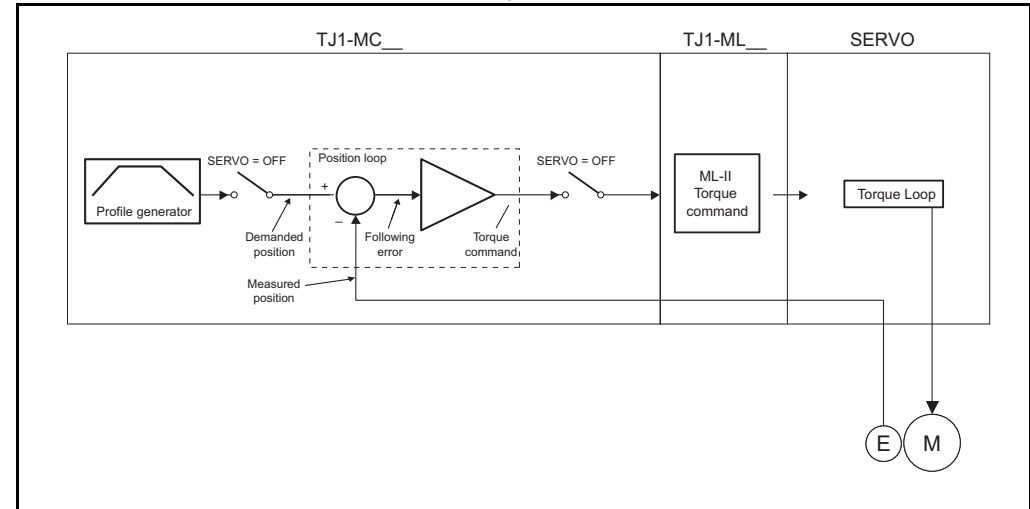 TJ1-MC__
TJ1-ML__
SERVO
SERVO = OFF
Position loop
SERVO = OFF
Profile generator
+
–
Demanded
position
Following
error
Torque
command
Measured
position
ML-II
Torque
command
Torque Loop
E
M